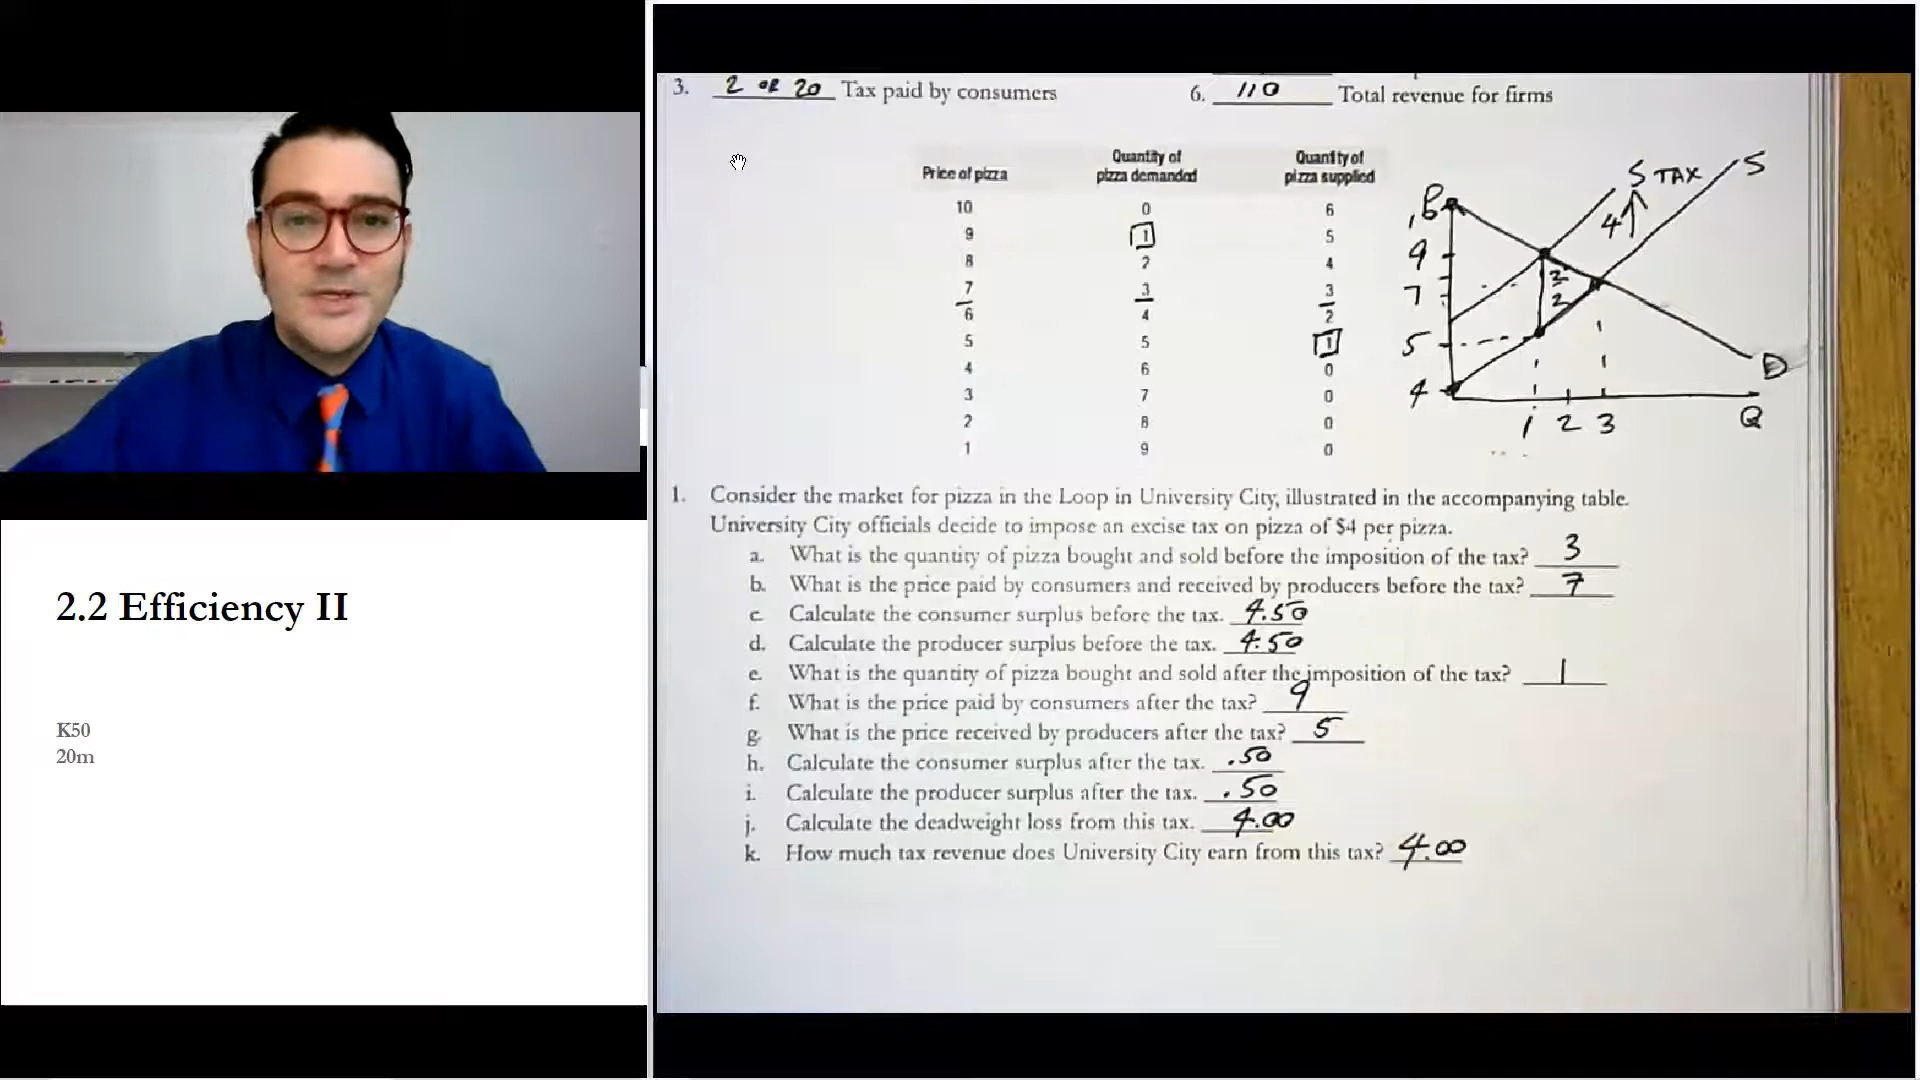 3. 2 OR 20 Tax paid by consumers
6. 110 Total revenue for firms
Price of pizza Quantity of pizza demanded Quantity of pizza supplied
10 0 6
9 1 5
8 2 4
7 3 3
6 4 2
5 5 1
4 6 0
3 7 0
2 8 0
1 9 0
S TAX S
4
9
7
5
4
2
2
D
1 2 3 Q
1. Consider the market for pizza in the Loop in University City, illustrated in the accompanying table.
University City officials decide to impose an excise tax on pizza of $4 per pizza.
a. What is the quantity of pizza bought and sold before the imposition of the tax? 3
b. What is the price paid by consumers and received by producers before the tax? 7
c. Calculate the consumer surplus before the tax. 4.50
d. Calculate the producer surplus before the tax. 4.50
e. What is the quantity of pizza bought and sold after the imposition of the tax? 1
f. What is the price paid by consumers after the tax? 9
g. What is the price received by producers after the tax? 5
h. Calculate the consumer surplus after the tax. .50
i. Calculate the producer surplus after the tax. .50
j. Calculate the deadweight loss from this tax. 4.00
k. How much tax revenue does University City earn from this tax? 4.00
2.2 Efficiency II
K50
20m